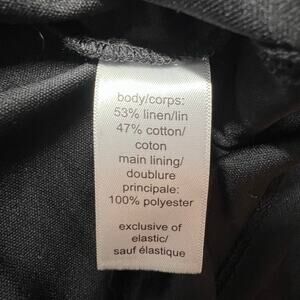 body/corps:
53% linen/lin
47% cotton/
coton
main lining/
doublure
principale:
100% polyester
exclusive of
elastic/
sauf élastique